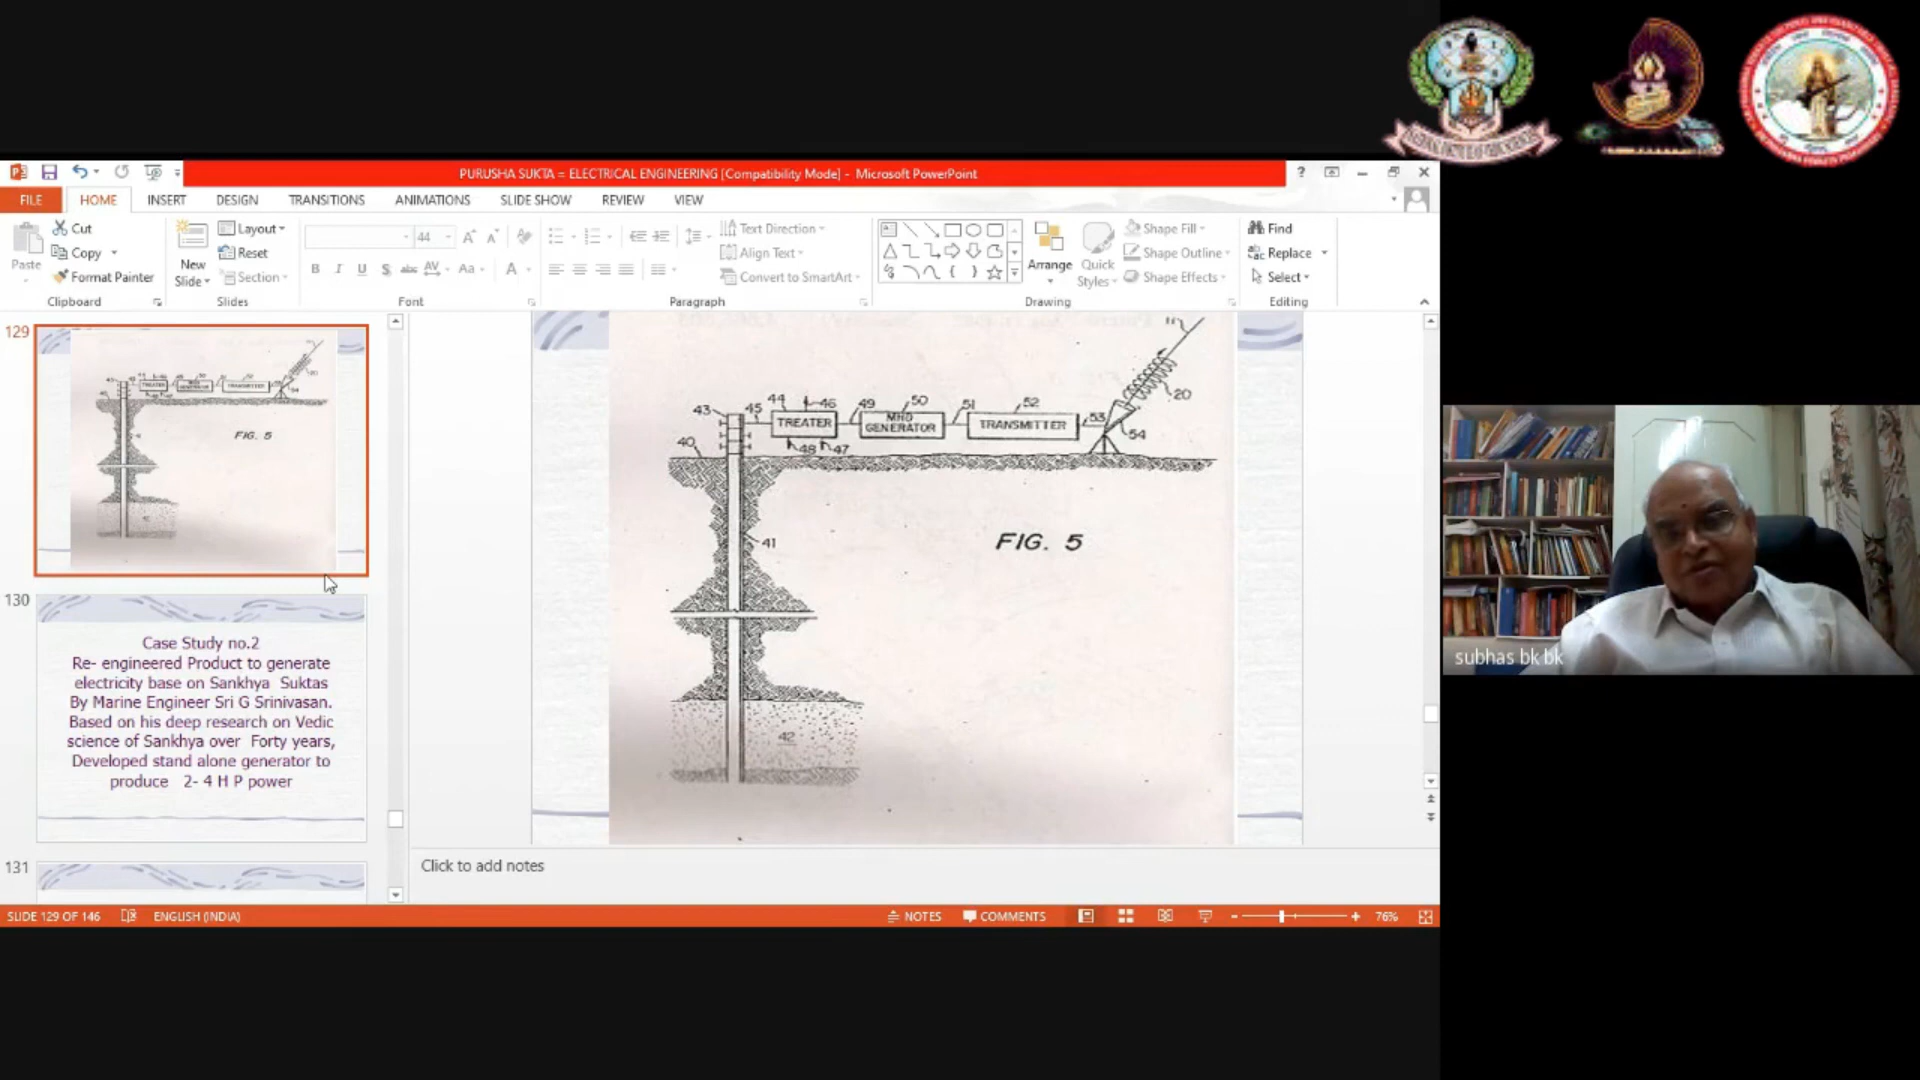 PURUSHA SUKTA = ELECTRICAL ENGINEERING [Compatibility Mode] - Microsoft PowerPoint
FILE
HOME
INSERT
DESIGN
TRANSITIONS
ANIMATIONS
SLIDE SHOW
REVIEW
VIEW
Paste
Cut
Copy
Format Painter
Clipboard
New
Slide
Layout
Reset
Section
Slides
44
B I U S abc AV Aa A
Font
Text Direction
Align Text
Convert to SmartArt
Paragraph
Arrange
Quick
Styles
Shape Fill
Shape Outline
Shape Effects
Drawing
Find
Replace
Select
Editing
129
TREATER
GENERATOR
TRANSMITTER
FIG. 5
130
Case Study no.2
Re- engineered Product to generate
electricity base on Sankhya Suktas
By Marine Engineer Sri G Srinivasan.
Based on his deep research on Vedic
science of Sankhya over Forty years,
Developed stand alone generator to
produce 2- 4 H P power
131
11
20
43 45 44 46 49 50 51 52 53
TREATER
MHD
GENERATOR
TRANSMITTER
54
40
48 47
41
FIG. 5
42
Click to add notes
SLIDE 129 OF 146
ENGLISH (INDIA)
NOTES
COMMENTS
76%
subhas bk bk